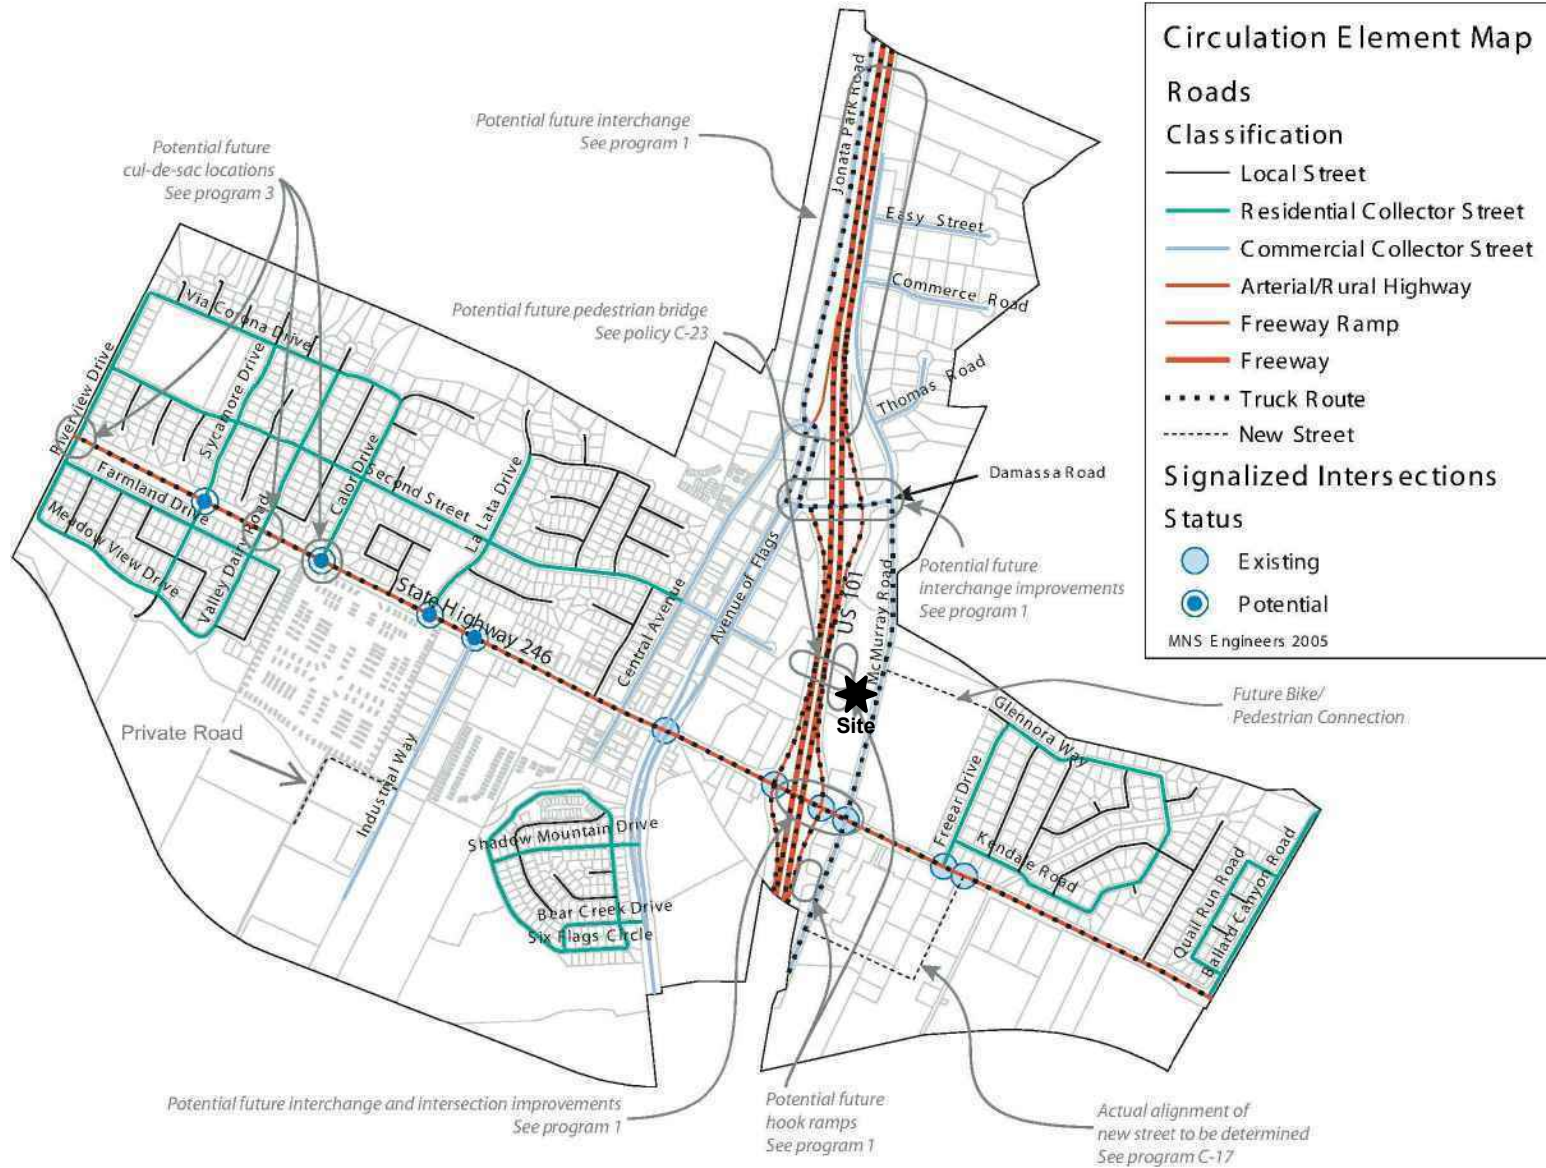 Circulation Element Map
Roads
Classification
Local Street
Residential Collector Street
Commercial Collector Street
Arterial/Rural Highway
Freeway Ramp
Freeway
Truck Route
New Street
Signalized Intersections
Status
Existing
Potential
MNS Engineers 2005
Potential future interchange
See program 1
Potential future
cul-de-sac locations
See program 3
Potential future pedestrian bridge
See policy C-23
Jonata Park Road
Easy Street
Commerce Road
Thomas Road
Damassa Road
Via Corona Drive
Riverview Drive
Sycamore Drive
Calor Drive
Second Street
La Lata Drive
Farmland Drive
Meadow View Drive
Valley Dairy Road
State Highway 246
Central Avenue
Avenue of Flags
US 101
McMurray Road
Potential future
interchange improvements
See program 1
Site
Future Bike/
Pedestrian Connection
Glennora Way
Freear Drive
Kendale Road
Quail Run Road
Ballard Canyon Road
Private Road
Industrial Way
Shadow Mountain Drive
Bear Creek Drive
Six Flags Circle
Potential future interchange and intersection improvements
See program 1
Potential future
hook ramps
See program 1
Actual alignment of
new street to be determined
See program C-17